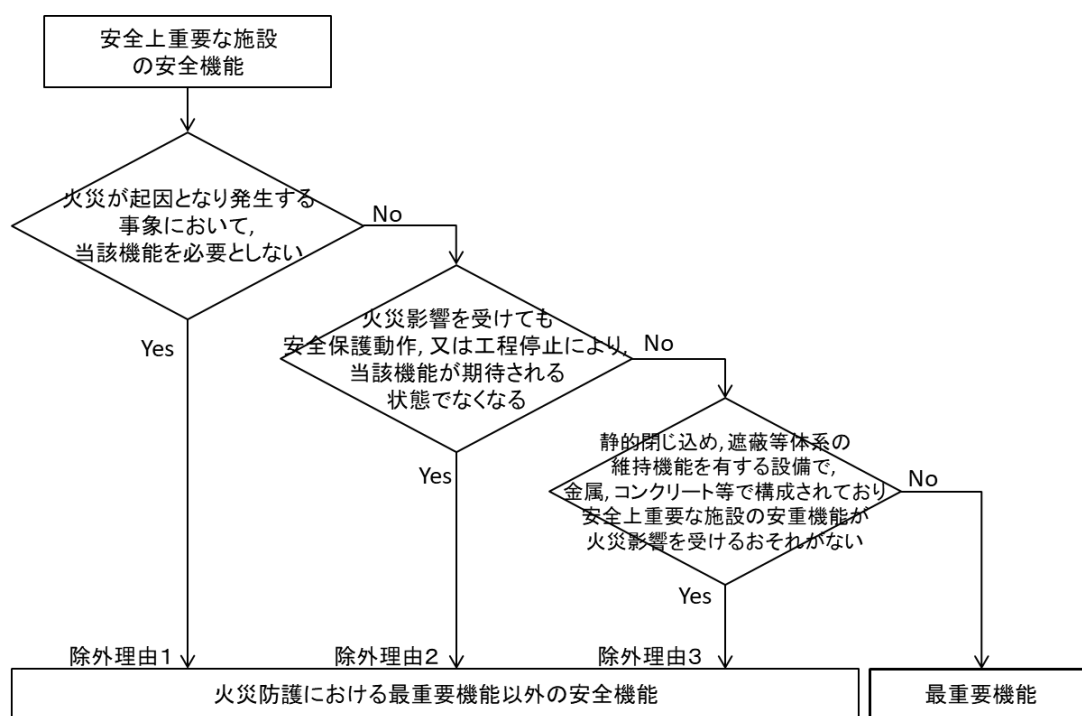 安全上重要な施設
の安全機能
火災が起因となり発生する
事象において,
当該機能を必要としない
No
Yes
火災影響を受けても
安全保護動作, 又は工程停止により,
当該機能が期待される
状態でなくなる
No
Yes
静的閉じ込め, 遮蔽等体系の
維持機能を有する設備で,
金属, コンクリート等で構成されており
安全上重要な施設の安重機能が
火災影響を受けるおそれがない
No
Yes
除外理由1
除外理由2
除外理由3
火災防護における最重要機能以外の安全機能
最重要機能